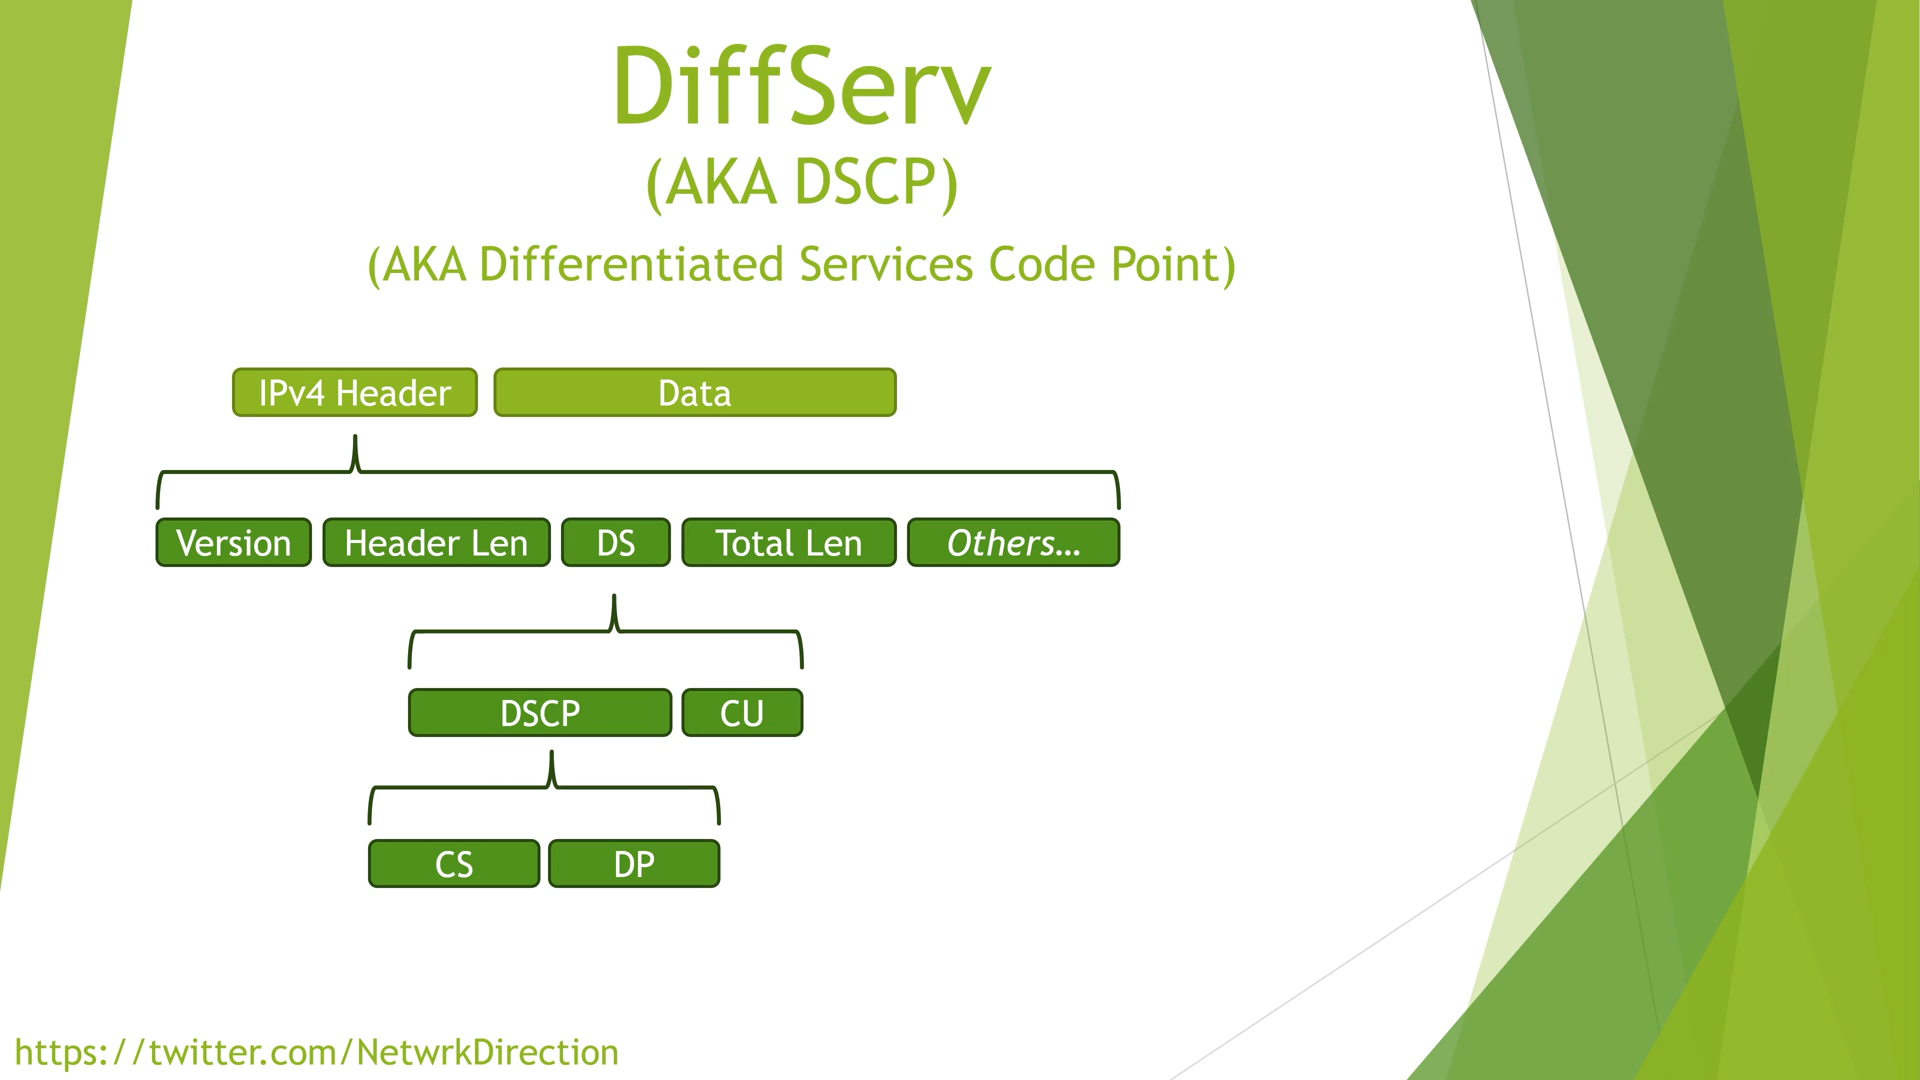 DiffServ
(AKA DSCP)
(AKA Differentiated Services Code Point)
IPv4 Header Data
Version Header Len DS Total Len Others...
DSCP CU
CS DP
https://twitter.com/NetwrkDirection